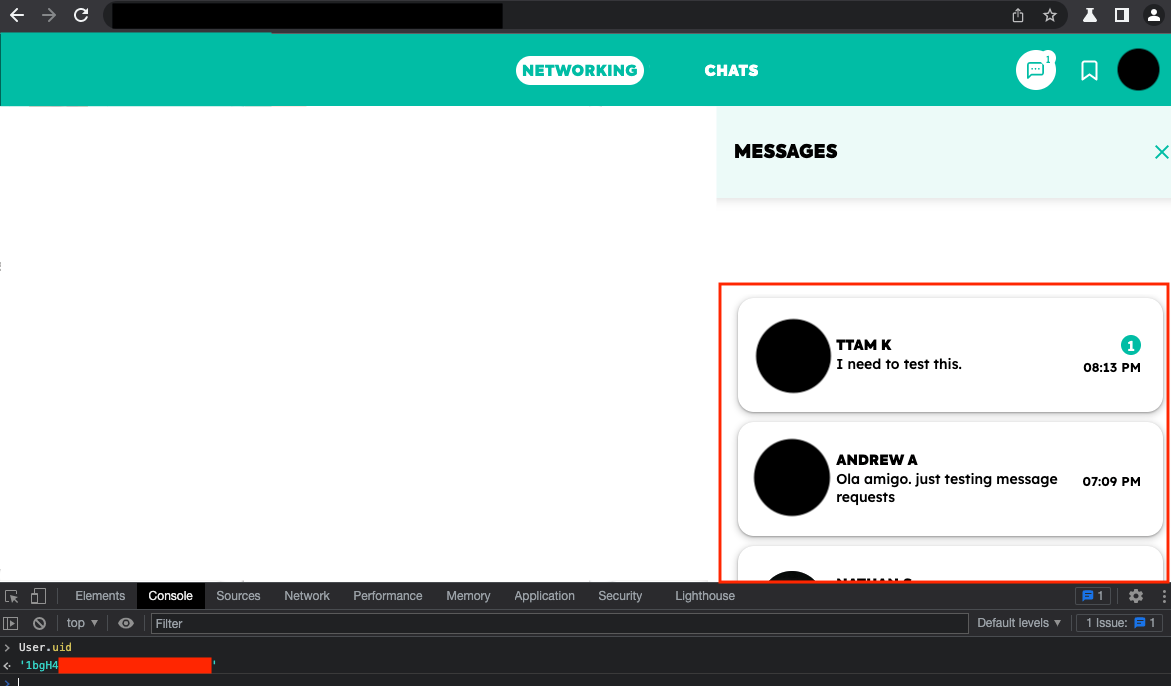 NETWORKING
CHATS
1
MESSAGES
TTAM K
1
I need to test this.
08:13 PM
ANDREW A
Ola amigo. just testing message
requests
07:09 PM
Elements Console Sources Network Performance Memory Application Security Lighthouse 1
top ▼ Filter Default levels ▼ 1 Issue: 1
> User.uid
'1bgH4 '